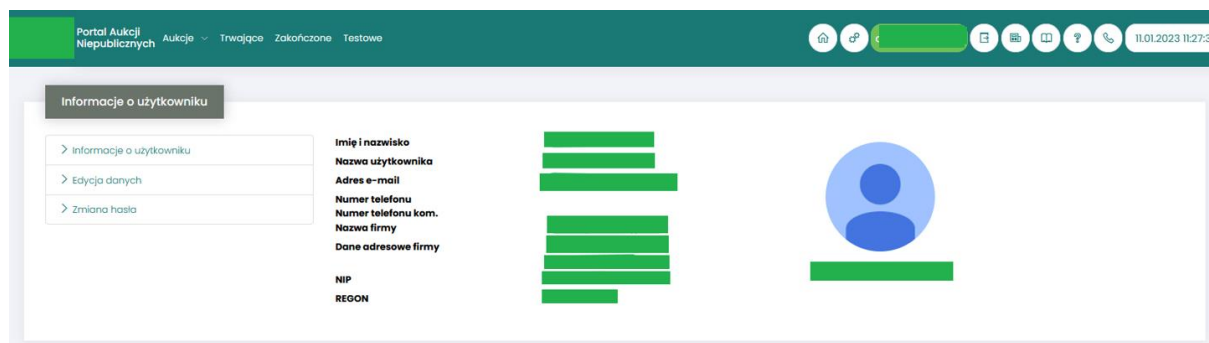 Portal Aukcji
Niepublicznych
Aukcje Trwające Zakończone Testowe
11.01.2023 11:27:3
Informacje o użytkowniku
Informacje o użytkowniku
Edycja danych
Zmiana hasła
Imię i nazwisko
Nazwa użytkownika
Adres e-mail
Numer telefonu
Numer telefonu kom.
Nazwa firmy
Dane adresowe firmy
NIP
REGON